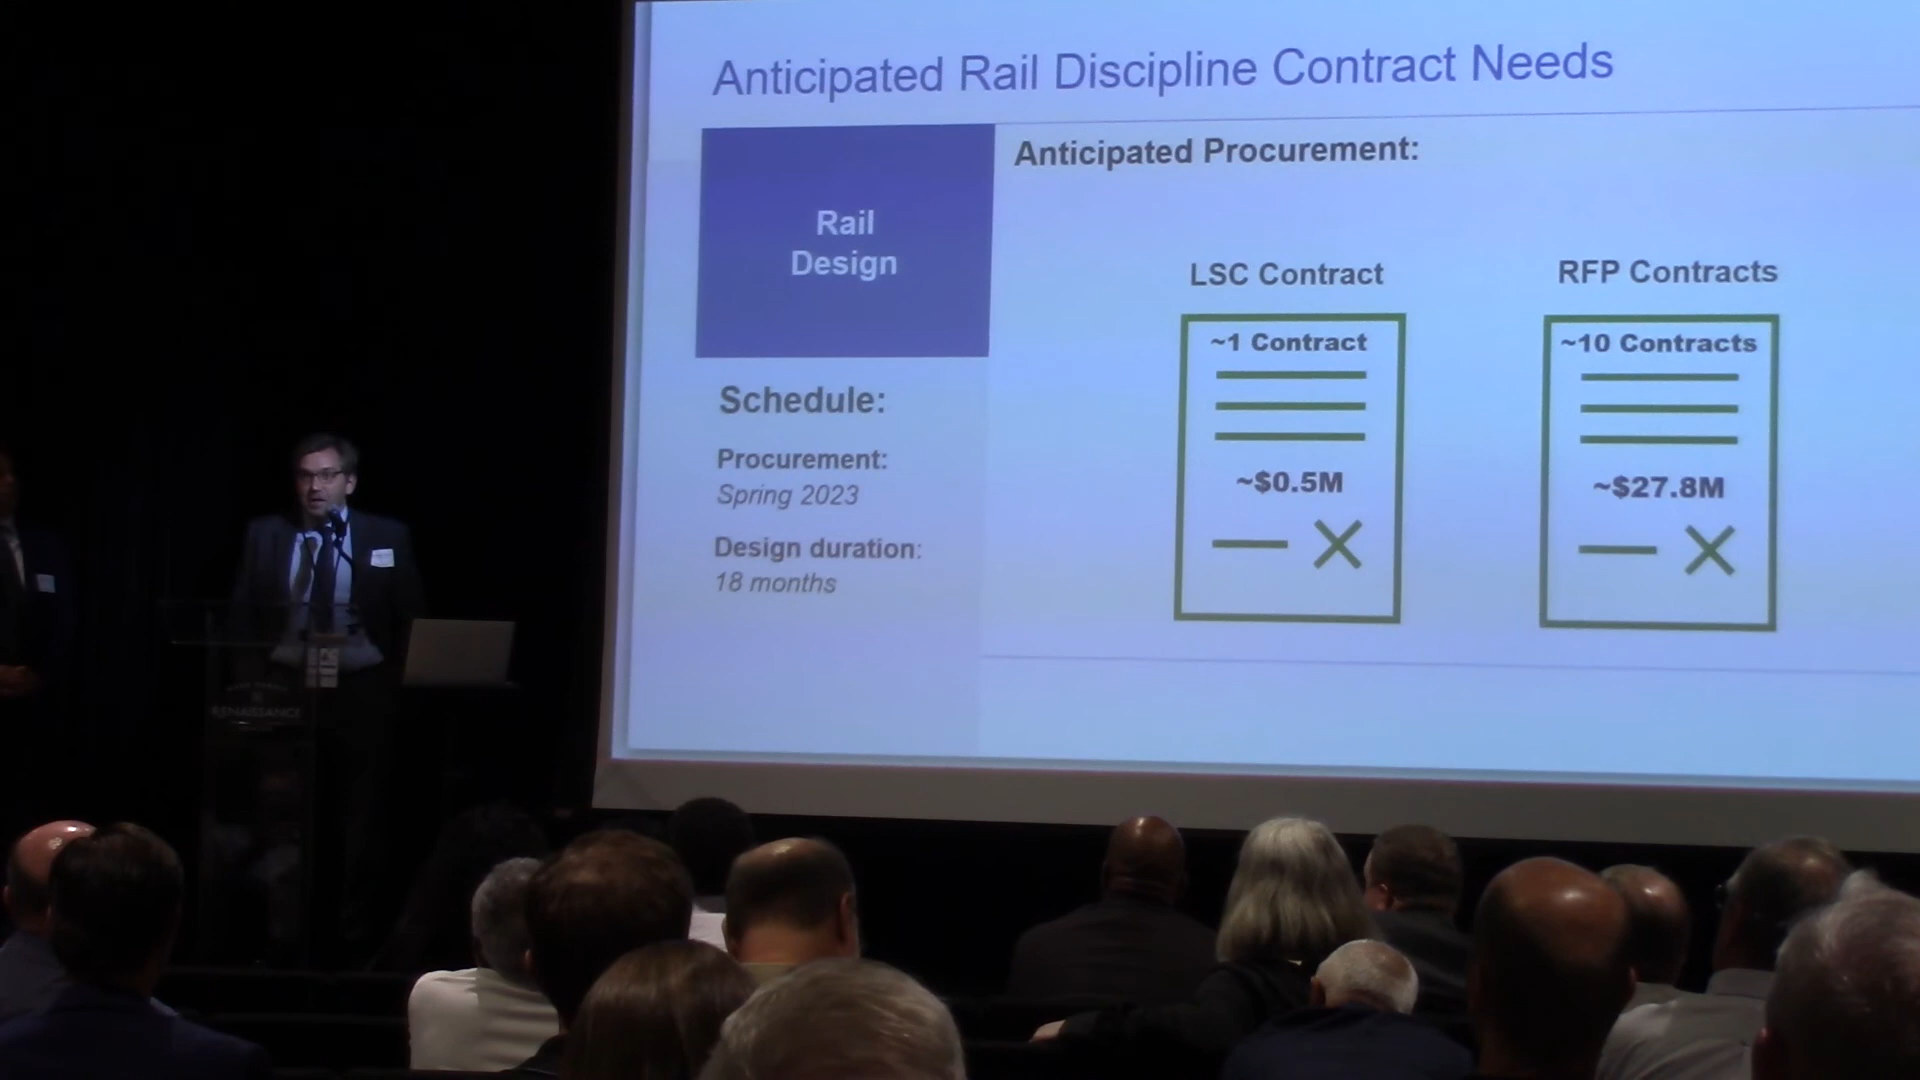 Anticipated Rail Discipline Contract Needs
Rail
Design
Anticipated Procurement:
LSC Contract
~1 Contract
~$0.5M
RFP Contracts
~10 Contracts
~$27.8M
Schedule:
Procurement:
Spring 2023
Design duration:
18 months
RENAISSANCE